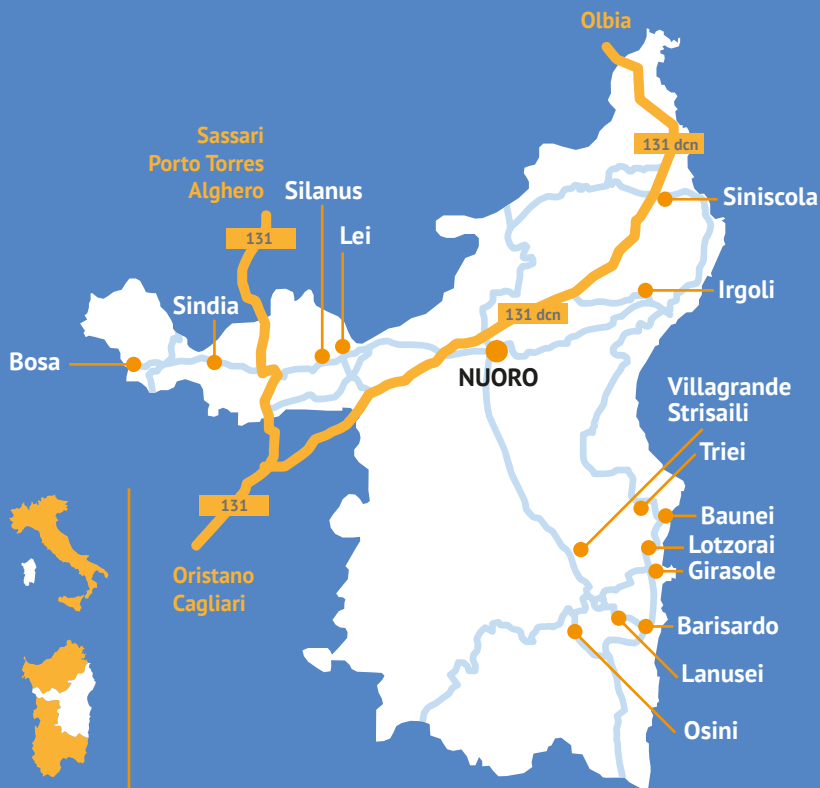 Olbia
131 dcn
Sassari
Porto Torres
Alghero
Silanus
Siniscola
131
Lei
Irgoli
Sindia
131 dcn
Bosa
NUORO
Villagrande
Strisaili
Triei
131
Baunei
Lotzorai
Girasole
Oristano
Cagliari
Barisardo
Lanusei
Osini